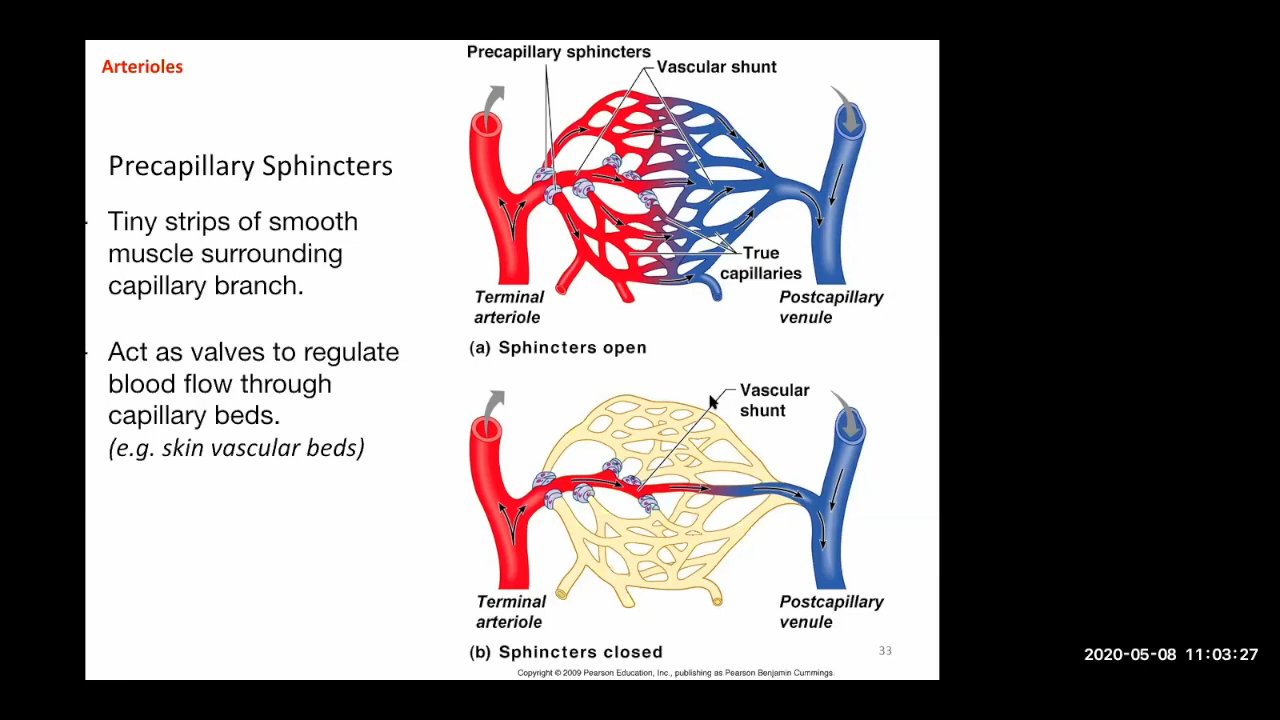 Arterioles
Precapillary Sphincters
Tiny strips of smooth
muscle surrounding
capillary branch.
Act as valves to regulate
blood flow through
capillary beds.
(e.g. skin vascular beds)
Precapillary sphincters
Vascular shunt
True
capillaries
Terminal
arteriole
Postcapillary
venule
(a) Sphincters open
Vascular
shunt
Terminal
arteriole
Postcapillary
venule
(b) Sphincters closed
33
Copyright © 2009 Pearson Education, Inc., publishing as Pearson Benjamin Cummings.
2020-05-08 11:03:27